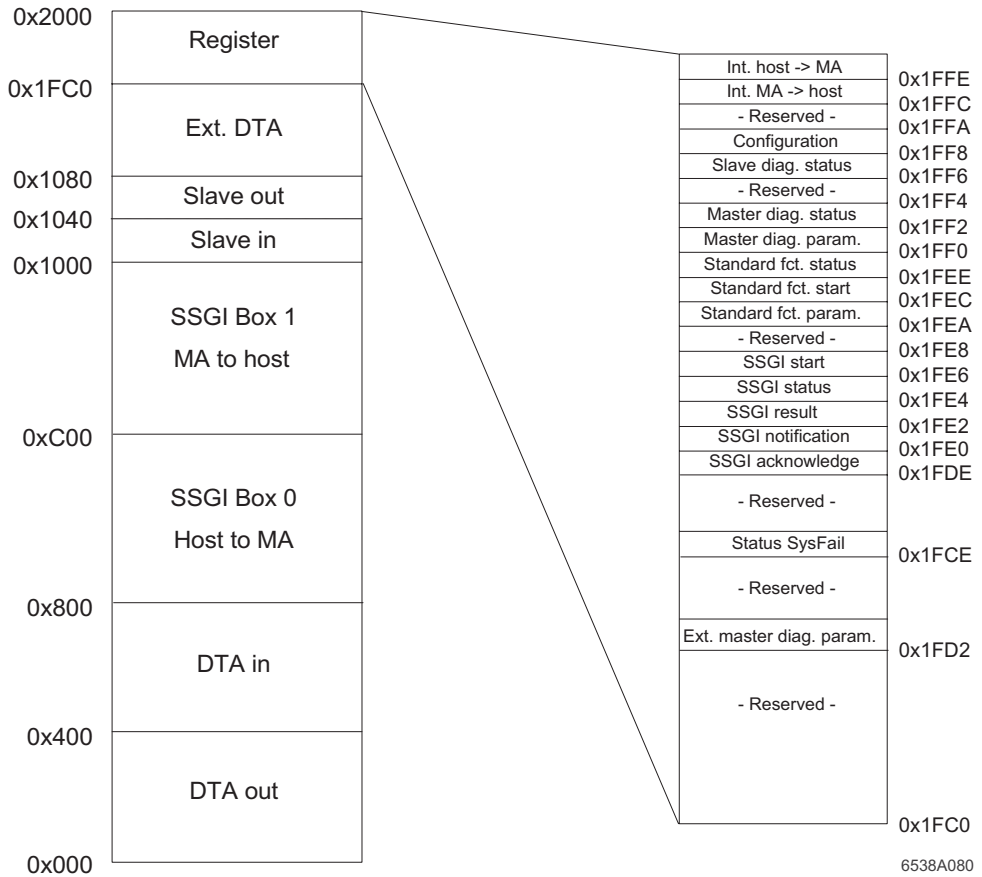 0x2000
Register
0x1FC0
Ext. DTA
0x1080
Slave out
0x1040
Slave in
0x1000
SSGI Box 1
MA to host
0xC00
SSGI Box 0
Host to MA
0x800
DTA in
0x400
DTA out
0x000
Int. host -> MA
0x1FFE
Int. MA -> host
0x1FFC
- Reserved -
0x1FFA
Configuration
0x1FF8
Slave diag. status
0x1FF6
- Reserved -
0x1FF4
Master diag. status
0x1FF2
Master diag. param.
0x1FF0
Standard fct. status
0x1FEE
Standard fct. start
0x1FEC
Standard fct. param.
0x1FEA
- Reserved -
0x1FE8
SSGI start
0x1FE6
SSGI status
0x1FE4
SSGI result
0x1FE2
SSGI notification
0x1FE0
SSGI acknowledge
0x1FDE
- Reserved -
Status SysFail
0x1FCE
- Reserved -
Ext. master diag. param.
0x1FD2
- Reserved -
0x1FC0
6538A080